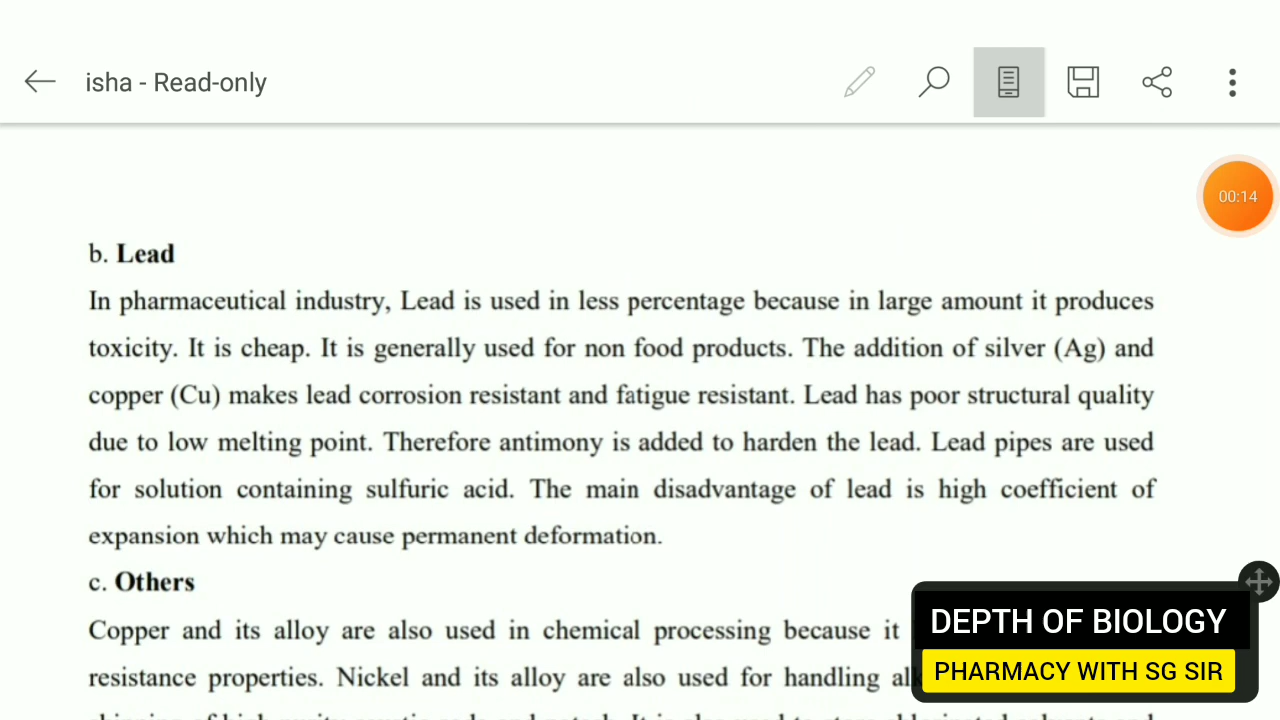 isha - Read-only
00:14
b. Lead
In pharmaceutical industry, Lead is used in less percentage because in large amount it produces
toxicity. It is cheap. It is generally used for non food products. The addition of silver (Ag) and
copper (Cu) makes lead corrosion resistant and fatigue resistant. Lead has poor structural quality
due to low melting point. Therefore antimony is added to harden the lead. Lead pipes are used
for solution containing sulfuric acid. The main disadvantage of lead is high coefficient of
expansion which may cause permanent deformation.
c. Others
Copper and its alloy are also used in chemical processing because it
resistance properties. Nickel and its alloy are also used for handling
DEPTH OF BIOLOGY
PHARMACY WITH SG SIR